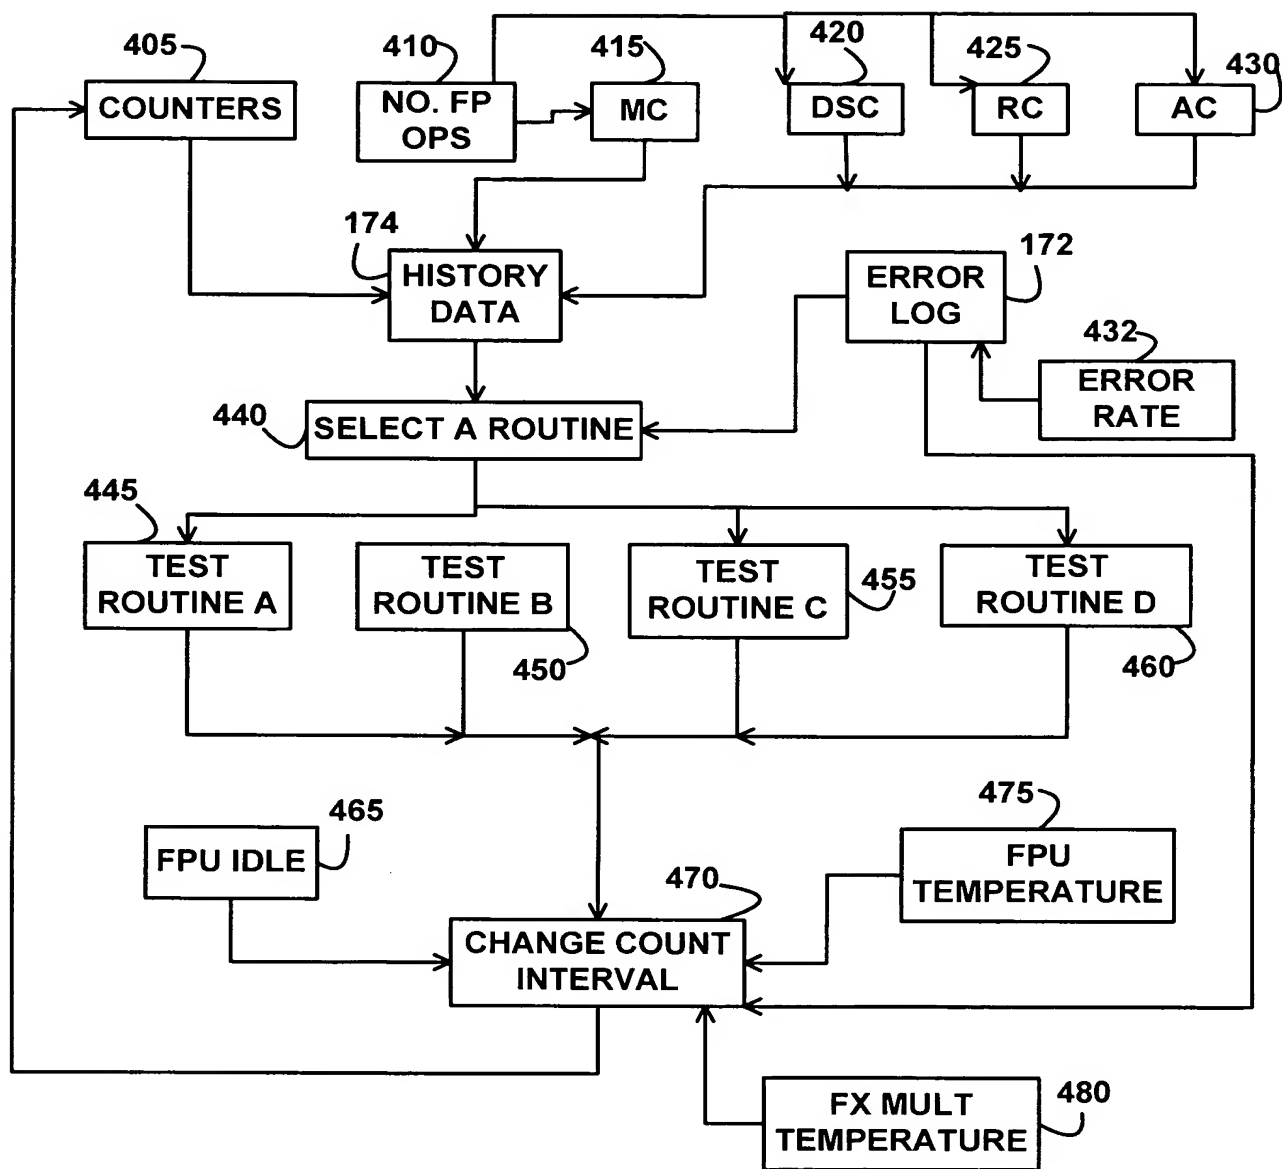 405
410
415
420
425
430
COUNTERS
NO. FP
OPS
MC
DSC
RC
AC
174
HISTORY
DATA
ERROR
LOG
172
432
ERROR
RATE
440
SELECT A ROUTINE
445
TEST
ROUTINE A
TEST
ROUTINE B
450
TEST
ROUTINE C
455
TEST
ROUTINE D
460
465
FPU IDLE
475
FPU
TEMPERATURE
470
CHANGE COUNT
INTERVAL
FX MULT
TEMPERATURE
480